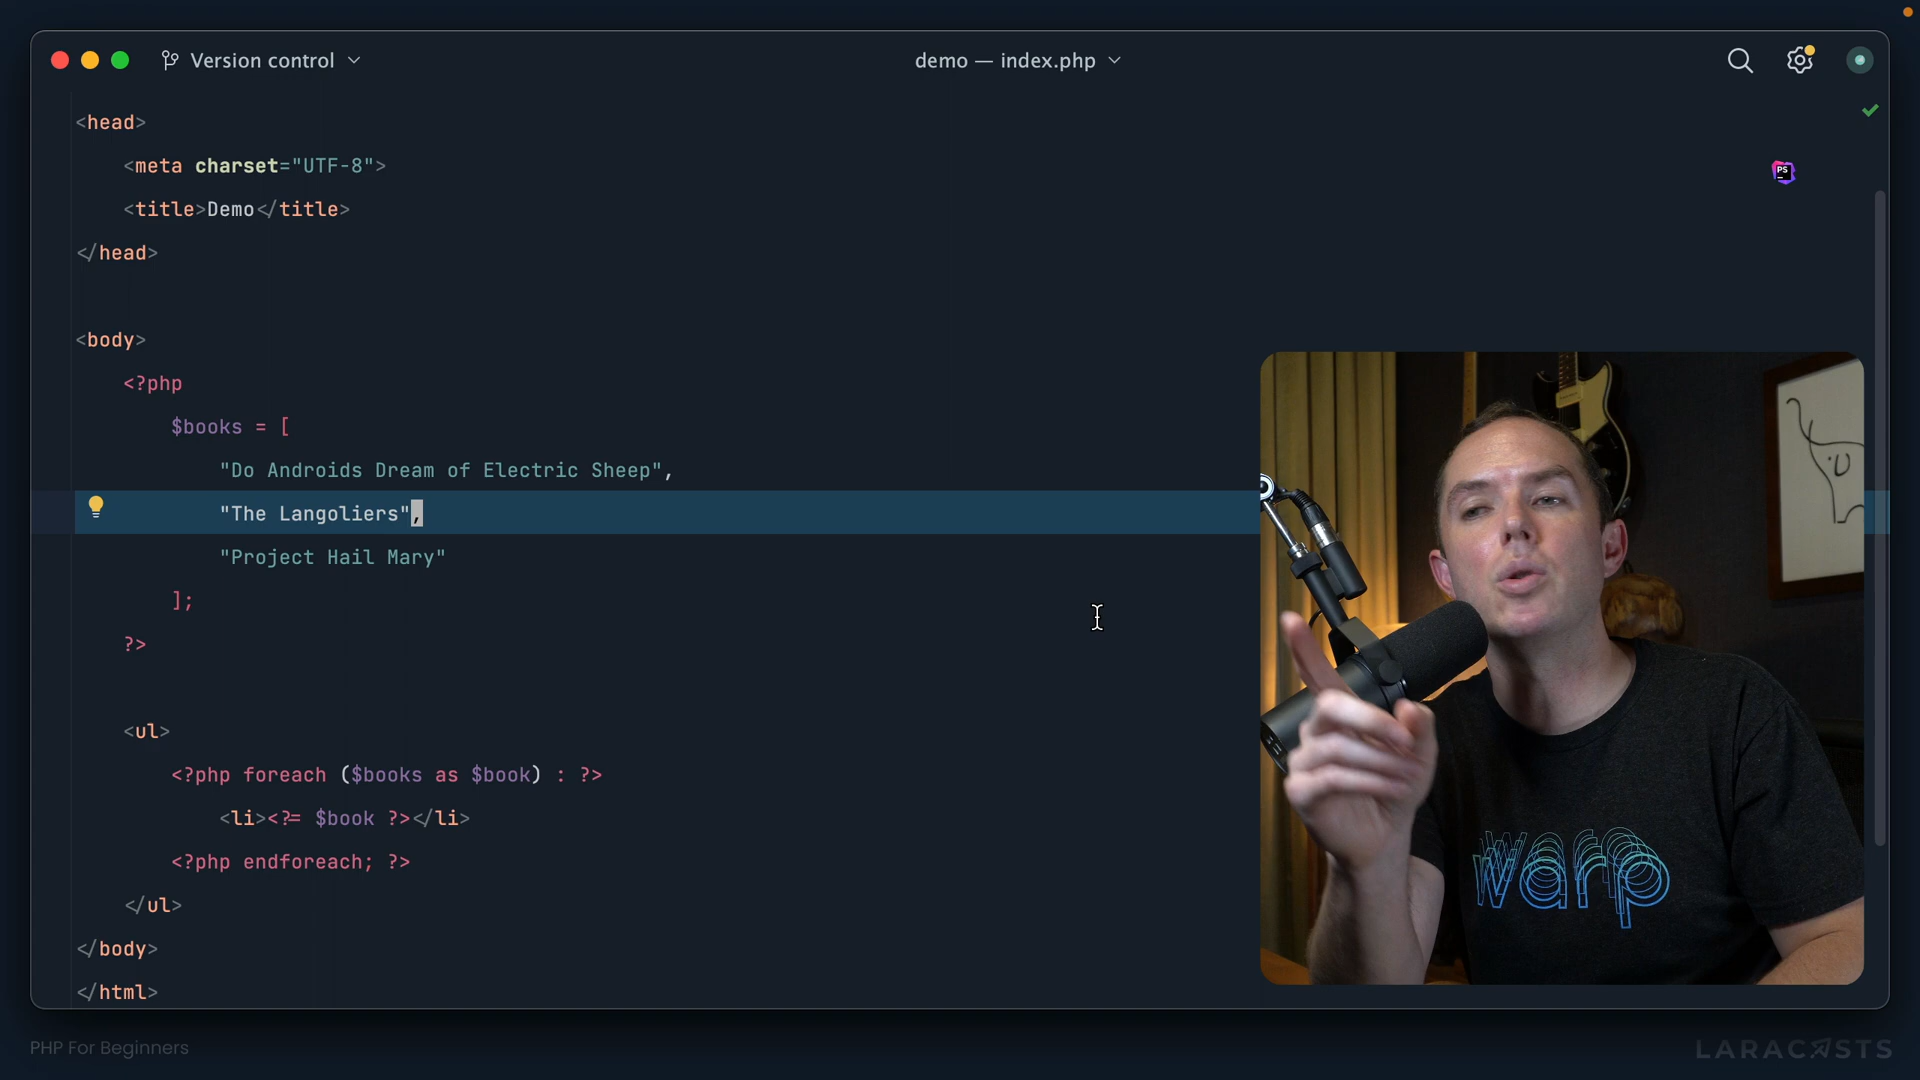 Version control
demo — index.php
<head>
<meta charset="UTF-8">
<title>Demo</title>
</head>
PS
<body>
<?php
$books = [
"Do Androids Dream of Electric Sheep",
"The Langoliers",
"Project Hail Mary"
];
?>
<ul>
<?php foreach ($books as $book) : ?>
<li><?= $book ?></li>
<?php endforeach; ?>
</ul>
</body>
</html>
warp
PHP For Beginners
LARACASTS